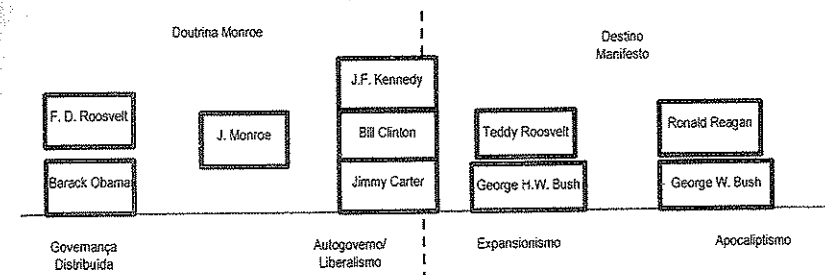 Doutrina Monroe
Destino
Manifesto
J.F. Kennedy
F. D. Roosvelt
J. Monroe
Bill Clinton
Teddy Roosvelt
Ronald Reagan
Barack Obama
Jimmy Carter
George H.W. Bush
George W. Bush
Governança
Distribuída
Autogoverno/
Liberalismo
Expansionismo
Apocaliptismo